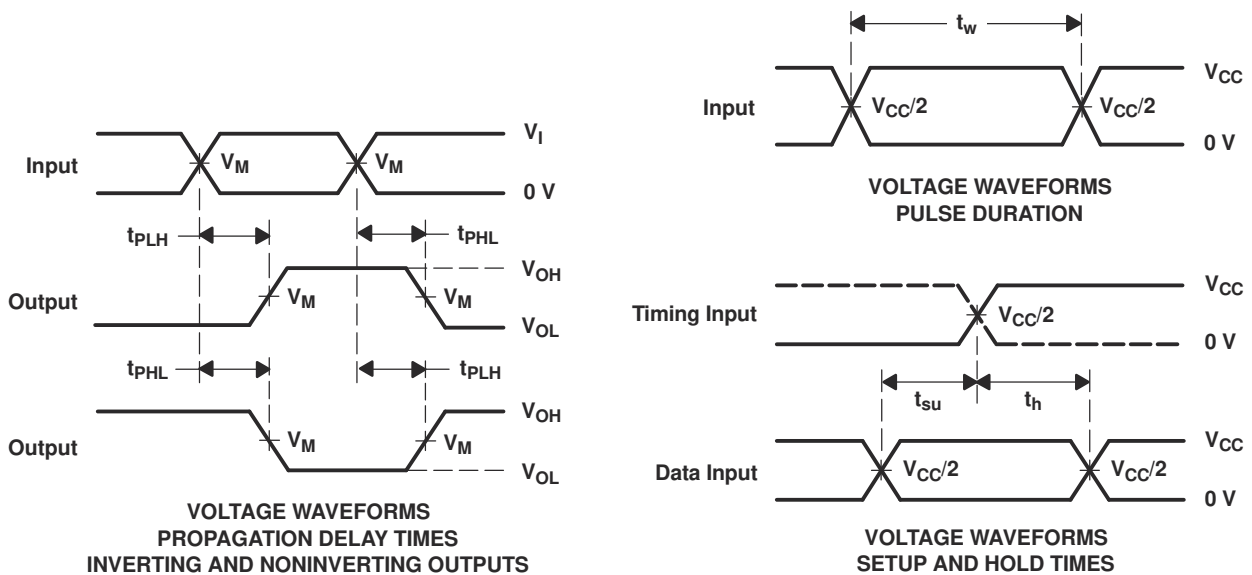 Input
V_I
V_M
V_M
0 V
t_PLH
t_PHL
Output
V_OH
V_M
V_M
V_OL
t_PHL
t_PLH
Output
V_OH
V_M
V_M
V_OL
VOLTAGE WAVEFORMS
PROPAGATION DELAY TIMES
INVERTING AND NONINVERTING OUTPUTS
t_w
Input
V_CC
V_CC/2
V_CC/2
0 V
VOLTAGE WAVEFORMS
PULSE DURATION
Timing Input
V_CC
V_CC/2
0 V
t_su
t_h
Data Input
V_CC
V_CC/2
V_CC/2
0 V
VOLTAGE WAVEFORMS
SETUP AND HOLD TIMES